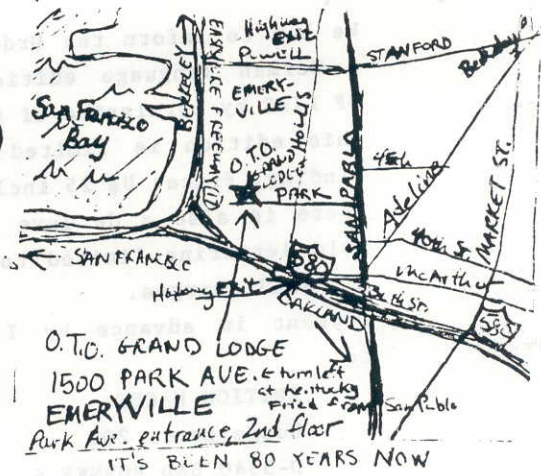 Highway
EXIT
POWELL
STANFORD
BERKELEY
EASTSHORE FREEWAY
EMERY-
VILLE
HOLLIS
San Francisco
Bay
O.T.O.
GRAND
LODGE
PARK
SAN PABLO
Adeline
MARKET ST.
40th St.
McArthur
580
580
SAN FRANCISCO
Highway EXIT
OAKLAND
O.T.O. GRAND LODGE
1500 PARK AVE.
turn left
at Kentucky
Fried from San Pablo
EMERYVILLE
Park Ave. entrance, 2nd floor
IT'S BEEN 80 YEARS NOW